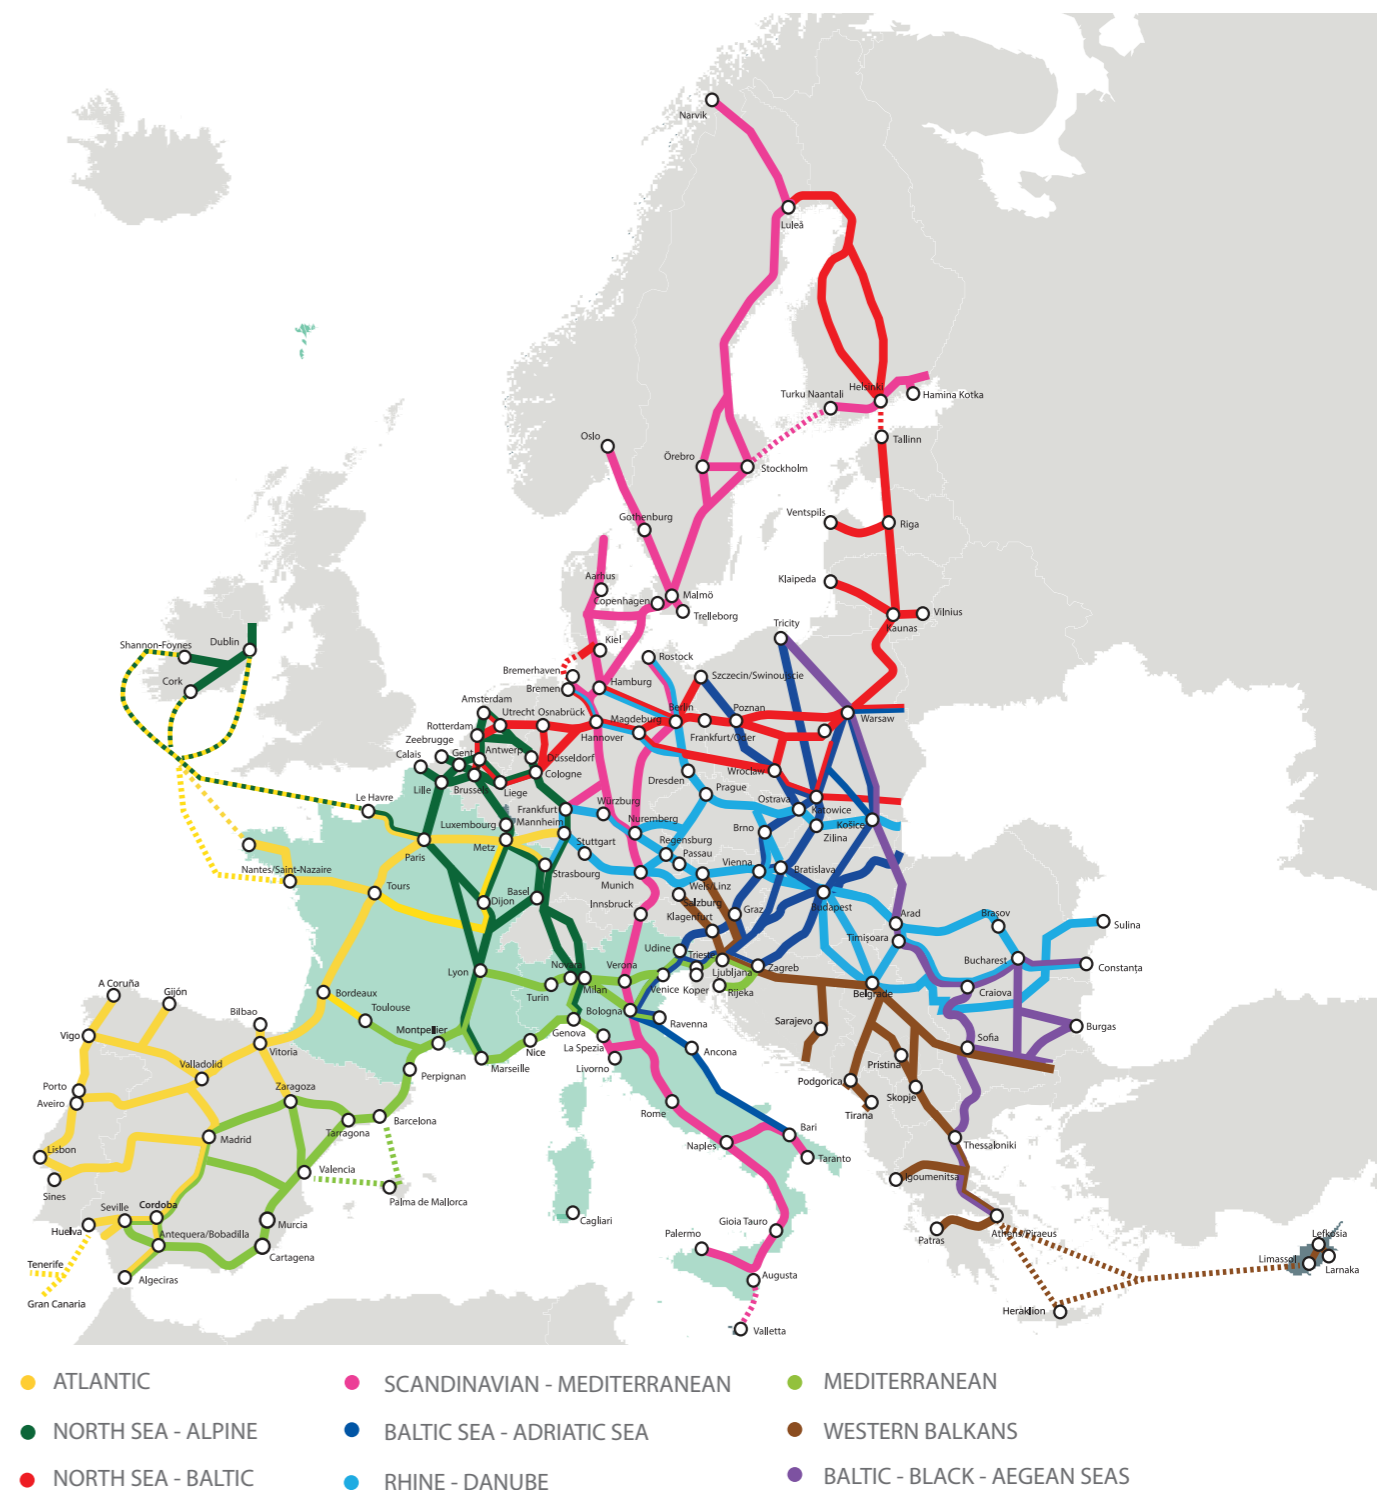 Narvik
Luleå
Helsinki
Turku Naantali
Hamina Kotka
Tallinn
Oslo
Örebro
Stockholm
Gothenburg
Ventspils
Riga
Klaipeda
Aarhus
Copenhagen
Malmö
Trelleborg
Vilnius
Kaunas
Tricity
Shannon-Foynes
Dublin
Cork
Kiel
Rostock
Bremerhaven
Bremen
Hamburg
Szczecin/Swinoujscie
Amsterdam
Utrecht
Osnabrück
Magdeburg
Berlin
Poznan
Warsaw
Rotterdam
Hannover
Frankfurt/Oder
Zeebrugge
Calais
Gent
Antwerp
Düsseldorf
Cologne
Wroclaw
Lille
Brussels
Liege
Dresden
Prague
Le Havre
Frankfurt
Würzburg
Ostrava
Katowice
Luxembourg
Mannheim
Nuremberg
Košice
Brno
Zilina
Paris
Metz
Stuttgart
Regensburg
Passau
Nantes/Saint-Nazaire
Strasbourg
Vienna
Bratislava
Tours
Basel
Munich
Wels/Linz
Dijon
Innsbruck
Salzburg
Klagenfurt
Graz
Budapest
Arad
Brasov
Sulina
Timişoara
Udine
Trieste
Lyon
Novara
Verona
Ljubljana
Zagreb
Bucharest
Constanţa
A Coruña
Gijón
Bordeaux
Turin
Milan
Venice
Koper
Rijeka
Belgrade
Craiova
Toulouse
Bilbao
Bologna
Ravenna
Sarajevo
Burgas
Vigo
Montpellier
Genova
Vitoria
La Spezia
Ancona
Sofia
Valladolid
Nice
Marseille
Livorno
Pristina
Perpignan
Porto
Zaragoza
Podgorica
Aveiro
Skopje
Barcelona
Tarragona
Rome
Tirana
Lisbon
Madrid
Naples
Bari
Thessaloniki
Sines
Valencia
Taranto
Igoumenitsa
Palma de Mallorca
Seville
Cordoba
Cagliari
Huelva
Antequera/Bobadilla
Murcia
Gioia Tauro
Patras
Athens/Piraeus
Lefkosia
Palermo
Limassol
Larnaka
Tenerife
Algeciras
Cartagena
Augusta
Gran Canaria
Heraklion
Valletta
ATLANTIC
SCANDINAVIAN - MEDITERRANEAN
MEDITERRANEAN
NORTH SEA - ALPINE
BALTIC SEA - ADRIATIC SEA
WESTERN BALKANS
NORTH SEA - BALTIC
RHINE - DANUBE
BALTIC - BLACK - AEGEAN SEAS